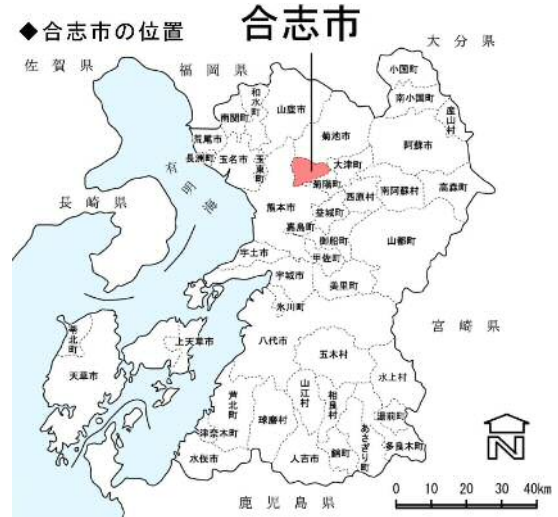 ◆合志市の位置
合志市
大分県
佐賀県
福岡県
小国町
南小国町
産山村
和水町
山鹿市
南関町
菊池市
阿蘇市
荒尾市
長洲町
玉名市
玉東町
大津町
有明海
菊陽町
西原村
南阿蘇村
高森町
長崎県
熊本市
益城町
嘉島町
御船町
山都町
宇土市
甲佐町
宇城市
美里町
氷川町
宮崎県
苓北町
上天草市
八代市
五木村
天草市
水上村
芦北町
山江村
相良村
湯前町
津奈木町
球磨村
あさぎり町
多良木町
水俣市
人吉市
錦町
N
鹿児島県
0 10 20 30 40km